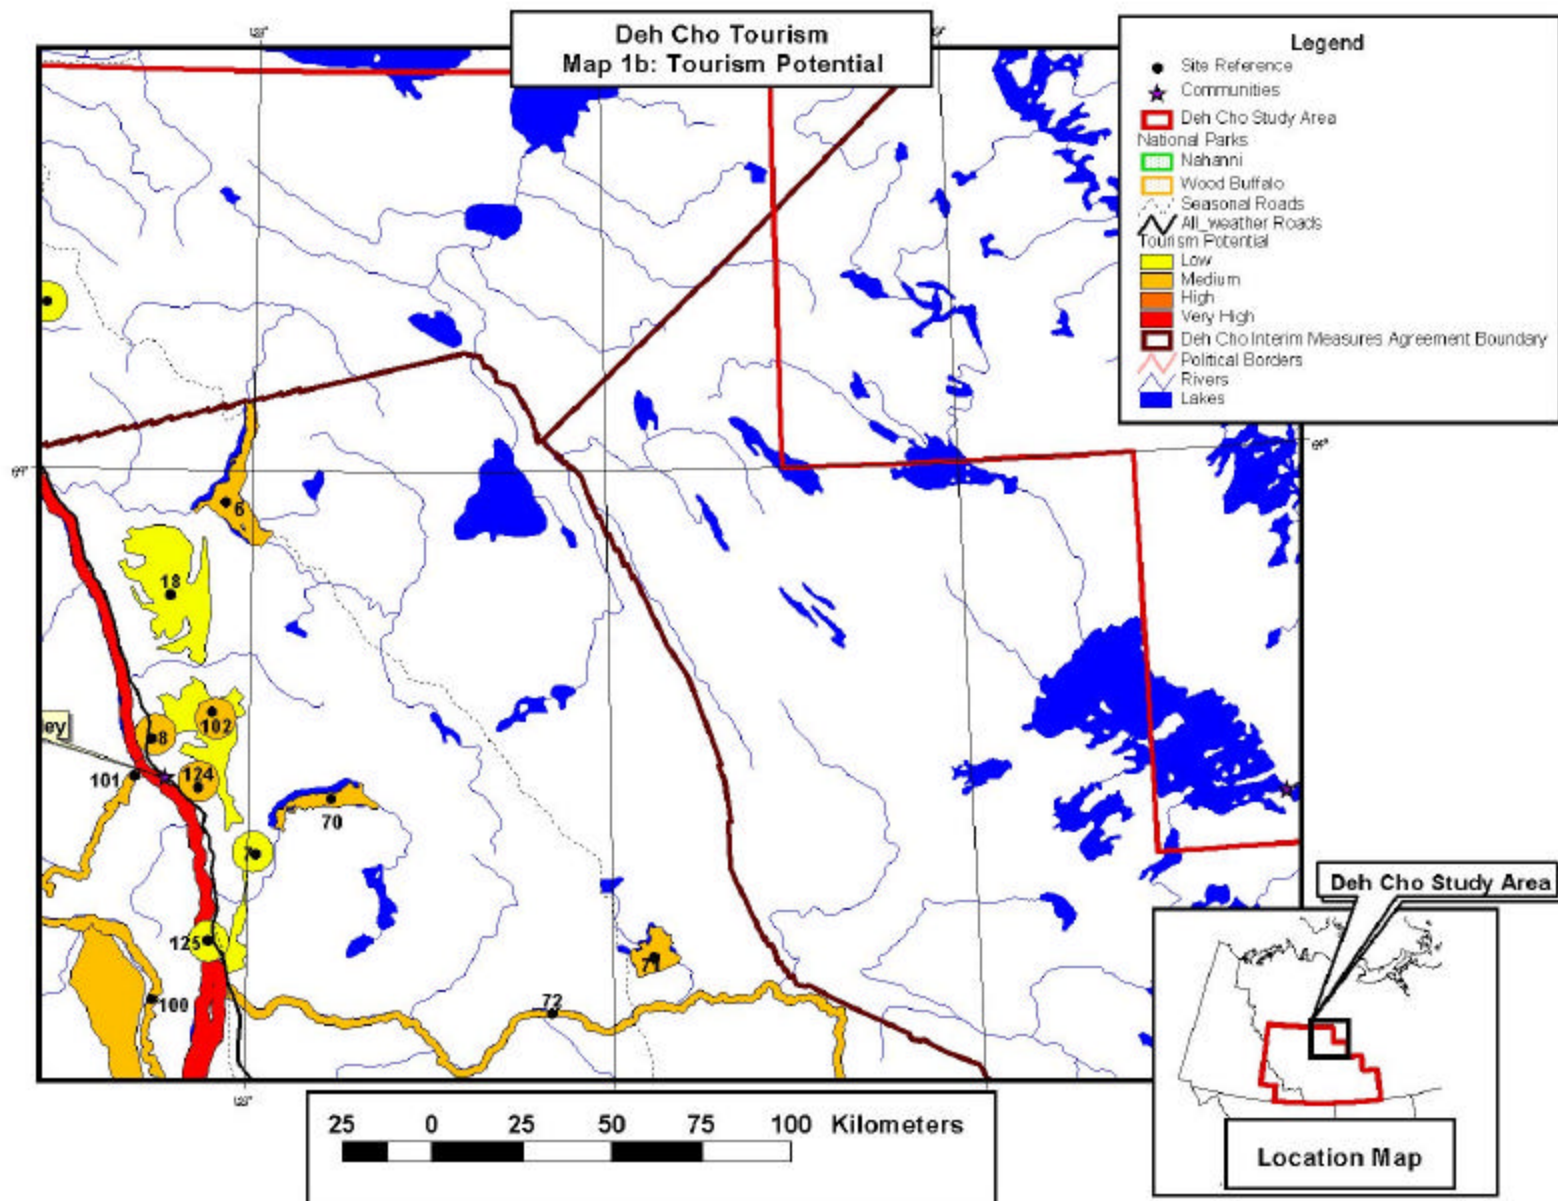 Deh Cho Tourism
Map 1b: Tourism Potential
Legend
Site Reference
Communities
Deh Cho Study Area
National Parks
Nahanni
Wood Buffalo
Seasonal Roads
All_weather Roads
Tourism Potential
Low
Medium
High
Very High
Deh Cho Interim Measures Agreement Boundary
Political Borders
Rivers
Lakes
6
18
ley
8
102
101
124
70
7
125
71
100
72
Deh Cho Study Area
Location Map
25 0 25 50 75 100 Kilometers